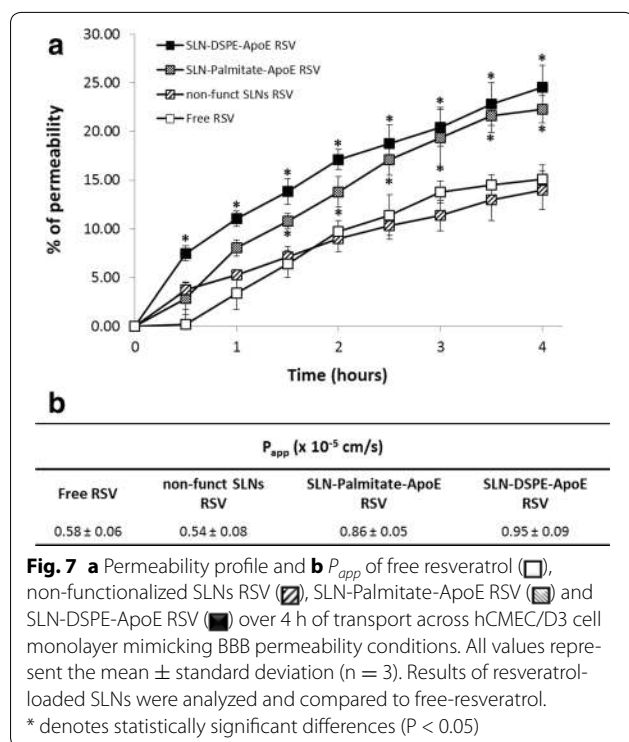 a
30.00
25.00
20.00
15.00
10.00
5.00
0.00
% of permeability
SLN-DSPE-ApoE RSV
SLN-Palmitate-ApoE RSV
non-funct SLNs RSV
Free RSV
* * * * * * * *
* * * * * *
0 1 2 3 4
Time (hours)
b
Papp (x 10-5 cm/s)
Free RSV non-funct SLNs RSV SLN-Palmitate-ApoE RSV SLN-DSPE-ApoE RSV
0.58 ± 0.06 0.54 ± 0.08 0.86 ± 0.05 0.95 ± 0.09
Fig. 7 a Permeability profile and b Papp of free resveratrol (□),
non-functionalized SLNs RSV (▨), SLN-Palmitate-ApoE RSV (▨) and
SLN-DSPE-ApoE RSV (■) over 4 h of transport across hCMEC/D3 cell
monolayer mimicking BBB permeability conditions. All values repre-
sent the mean ± standard deviation (n = 3). Results of resveratrol-
loaded SLNs were analyzed and compared to free-resveratrol.
* denotes statistically significant differences (P < 0.05)